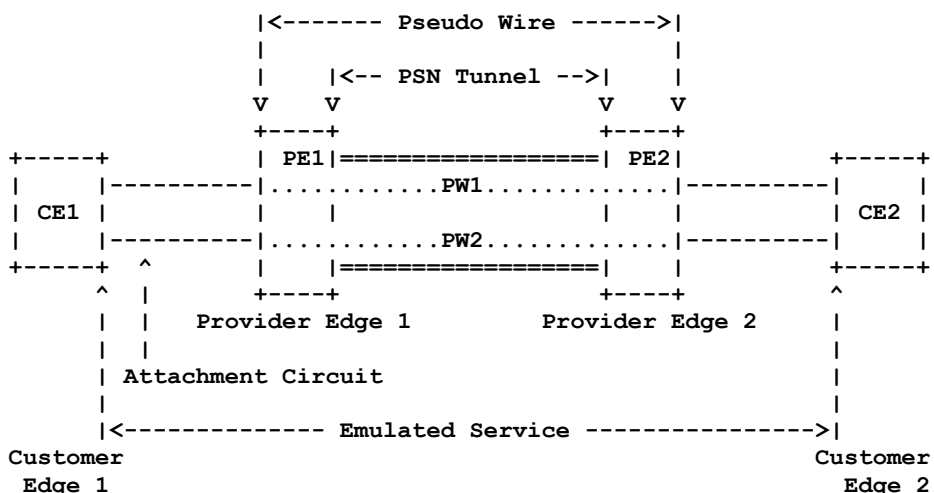 |<------- Pseudo Wire ------>|
|                            |
|    |<-- PSN Tunnel -->|    |
V    V                  V    V
+----+                  +----+
+-----+          | PE1|==================| PE2|          +-----+
|     |----------|............PW1.............|----------|     |
| CE1 |          |    |                  |    |          | CE2 |
|     |----------|............PW2.............|----------|     |
+-----+  ^       |    |==================|    |          +-----+
^  |       +----+                  +----+          ^
|  |   Provider Edge 1         Provider Edge 2     |
|  |                                               |
| Attachment Circuit                               |
|                                                  |
|<-------------- Emulated Service ---------------->|
Customer                                                Customer
Edge 1                                                  Edge 2